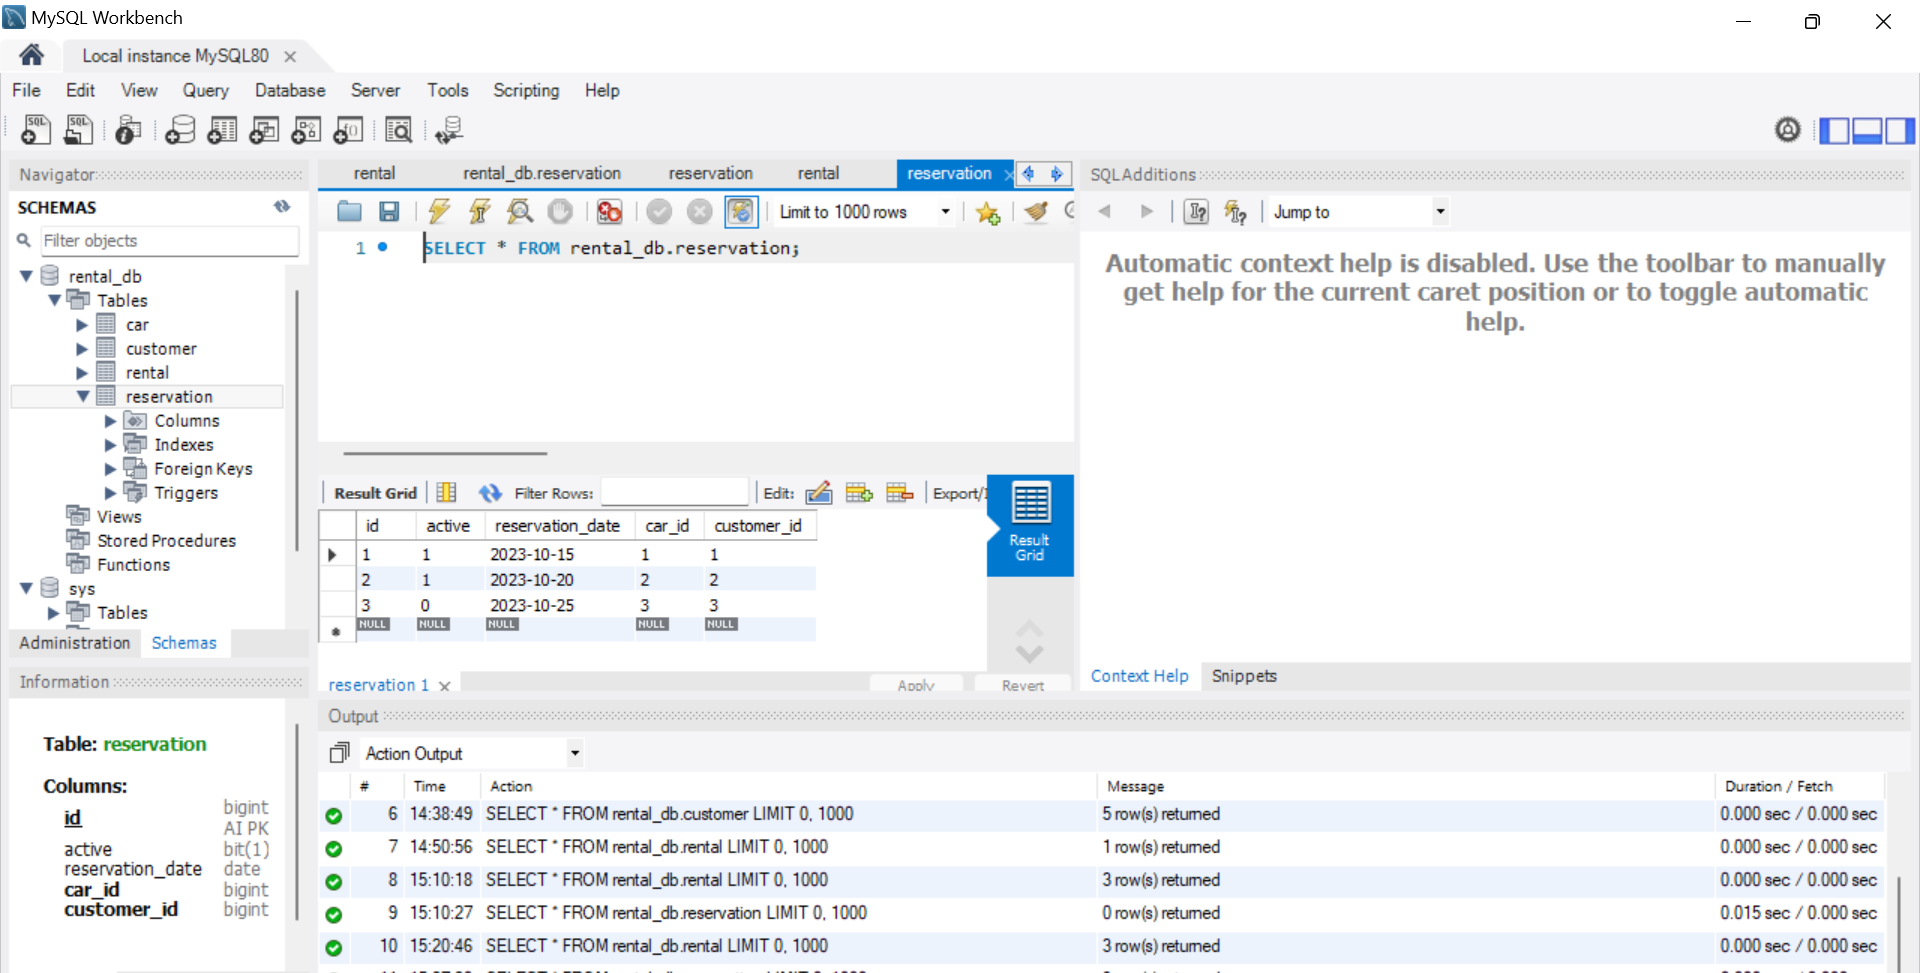 MySQL Workbench
Local instance MySQL80
File Edit View Query Database Server Tools Scripting Help
Navigator
SCHEMAS
Filter objects
rental_db
Tables
car
customer
rental
reservation
Columns
Indexes
Foreign Keys
Triggers
Views
Stored Procedures
Functions
sys
Tables
Administration Schemas
Information
Table: reservation
Columns:
id bigint
AI PK
active bit(1)
reservation_date date
car_id bigint
customer_id bigint
rental rental_db.reservation reservation rental reservation
Limit to 1000 rows
1 SELECT * FROM rental_db.reservation;
Result Grid Filter Rows: Edit: Export/I
id active reservation_date car_id customer_id
1 1 2023-10-15 1 1
2 1 2023-10-20 2 2
3 0 2023-10-25 3 3
NULL NULL NULL NULL NULL
Result
Grid
reservation 1 Apply Revert
SQLAdditions
Jump to
Automatic context help is disabled. Use the toolbar to manually
get help for the current caret position or to toggle automatic
help.
Context Help Snippets
Output
Action Output
# Time Action Message Duration / Fetch
6 14:38:49 SELECT * FROM rental_db.customer LIMIT 0, 1000 5 row(s) returned 0.000 sec / 0.000 sec
7 14:50:56 SELECT * FROM rental_db.rental LIMIT 0, 1000 1 row(s) returned 0.000 sec / 0.000 sec
8 15:10:18 SELECT * FROM rental_db.rental LIMIT 0, 1000 3 row(s) returned 0.000 sec / 0.000 sec
9 15:10:27 SELECT * FROM rental_db.reservation LIMIT 0, 1000 0 row(s) returned 0.015 sec / 0.000 sec
10 15:20:46 SELECT * FROM rental_db.rental LIMIT 0, 1000 3 row(s) returned 0.000 sec / 0.000 sec